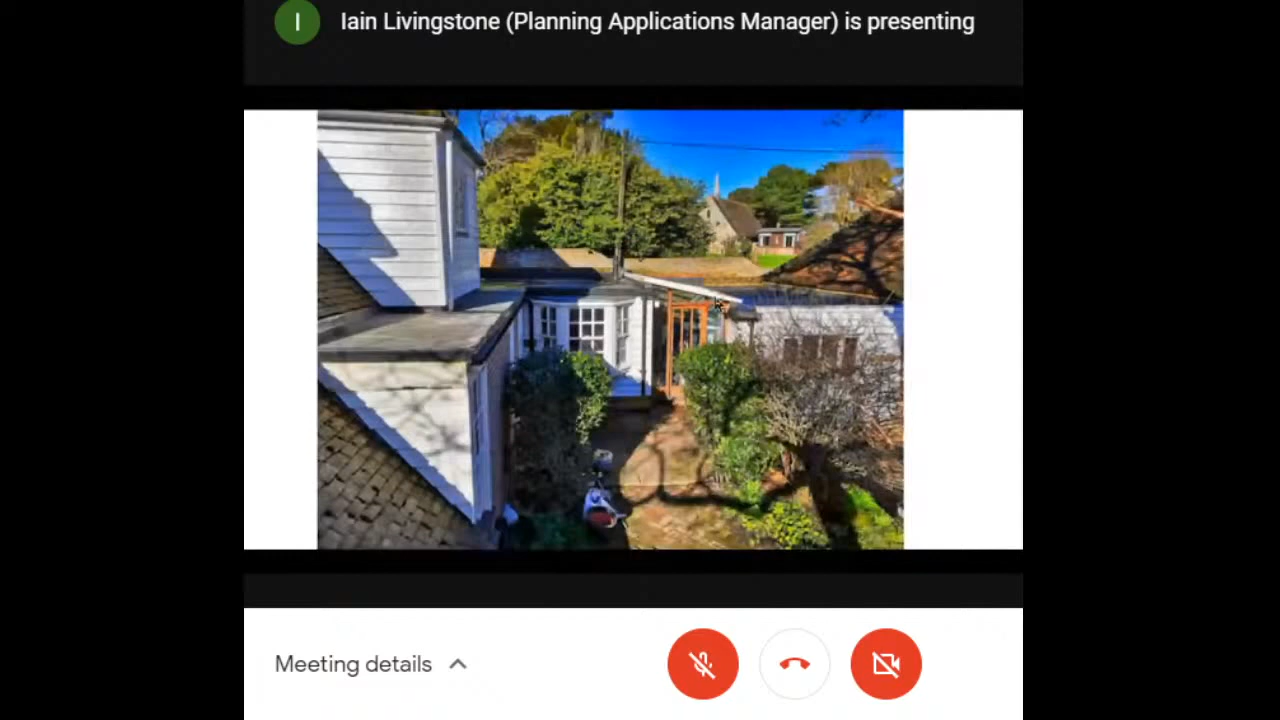 I
Iain Livingstone (Planning Applications Manager) is presenting
Meeting details